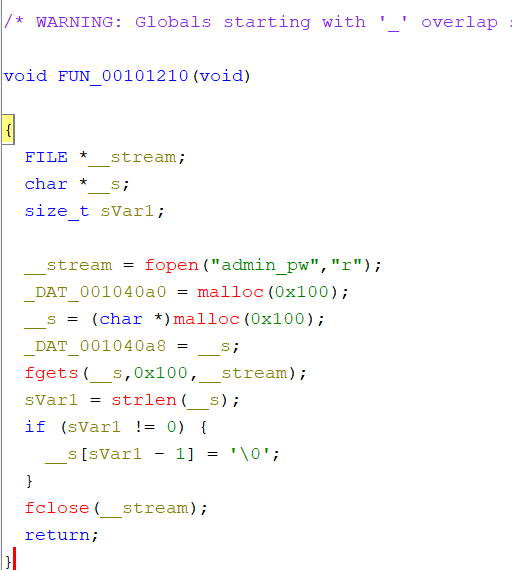 /* WARNING: Globals starting with '_' overlap
void FUN_00101210(void)
{
FILE *__stream;
char *__s;
size_t sVar1;
__stream = fopen("admin_pw","r");
_DAT_001040a0 = malloc(0x100);
__s = (char *)malloc(0x100);
_DAT_001040a8 = __s;
fgets(__s,0x100,__stream);
sVar1 = strlen(__s);
if (sVar1 != 0) {
__s[sVar1 - 1] = '\0';
}
fclose(__stream);
return;
}